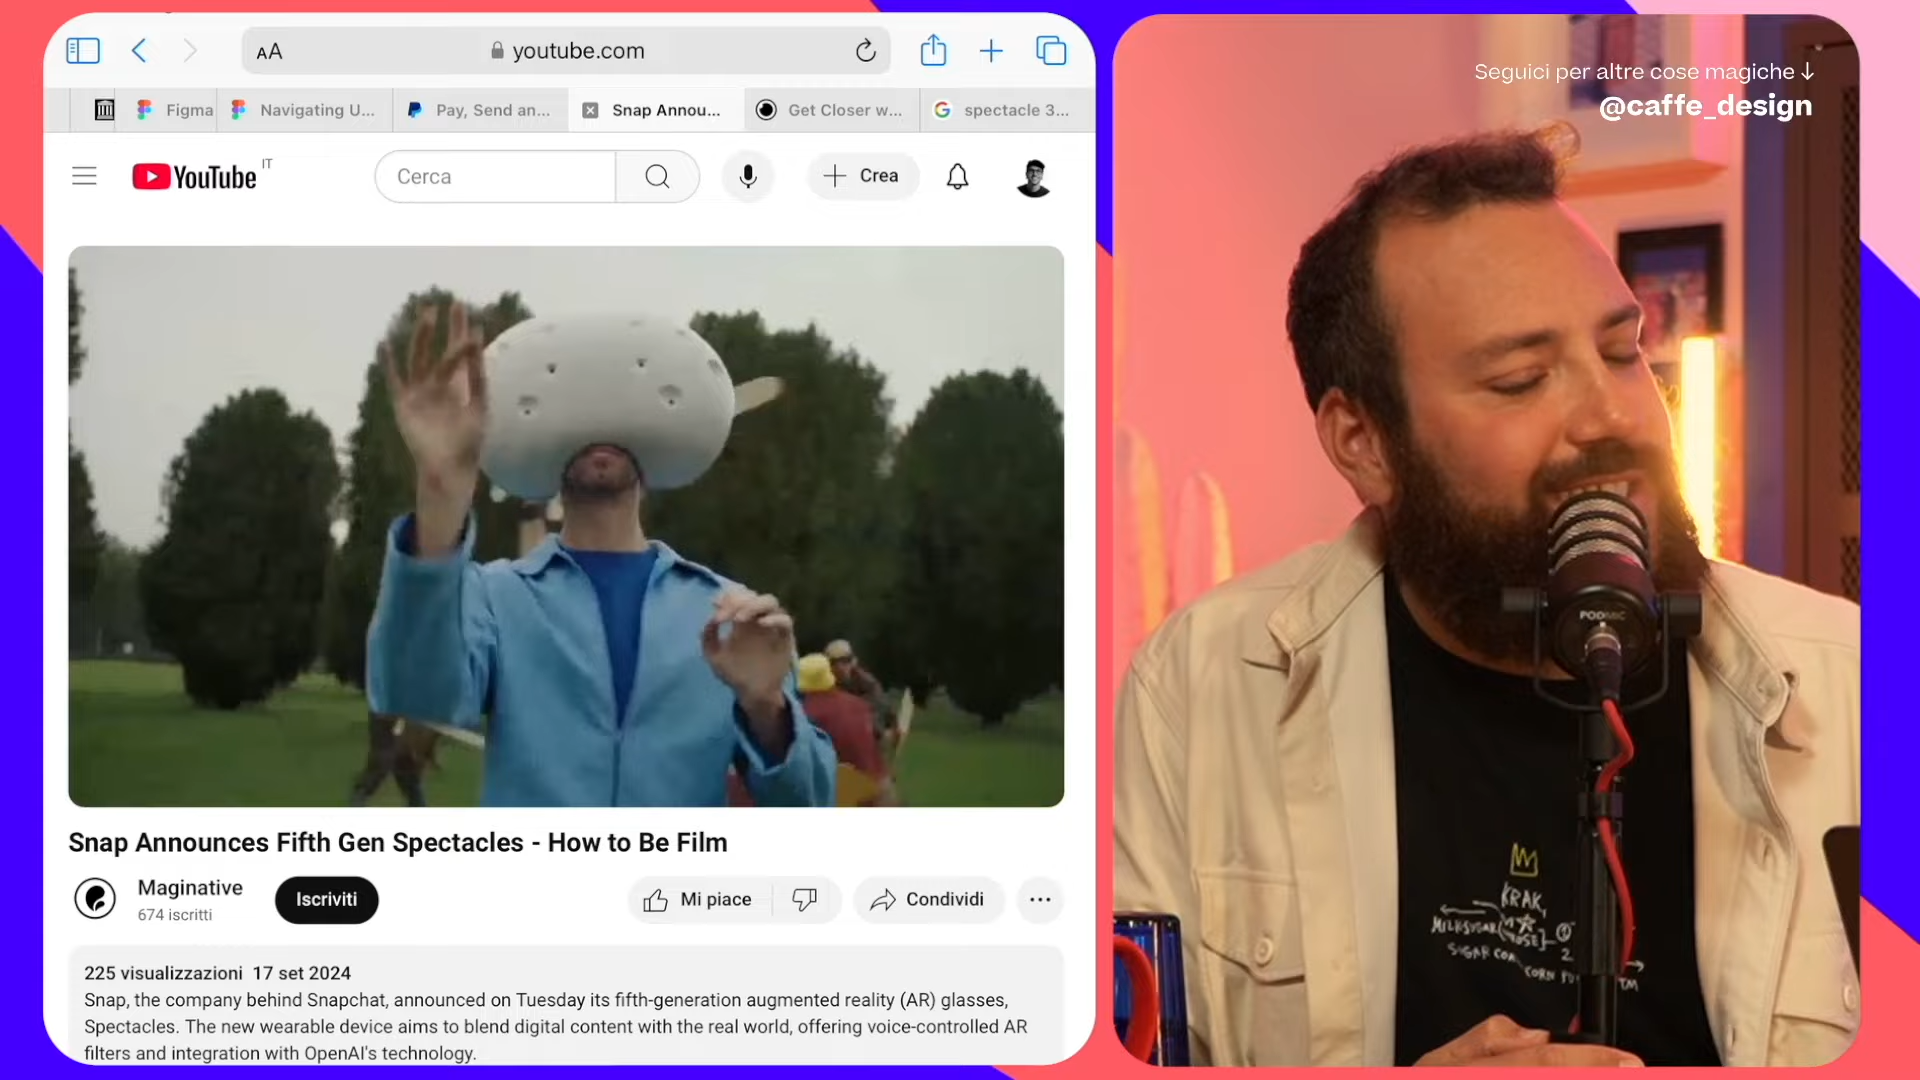 AA
youtube.com
Figma
Navigating U...
Pay, Send an...
Snap Annou...
Get Closer w...
spectacle 3...
YouTube IT
Cerca
Crea
Snap Announces Fifth Gen Spectacles - How to Be Film
Maginative
674 iscritti
Iscriviti
Mi piace
Condividi
225 visualizzazioni 17 set 2024
Snap, the company behind Snapchat, announced on Tuesday its fifth-generation augmented reality (AR) glasses,
Spectacles. The new wearable device aims to blend digital content with the real world, offering voice-controlled AR
filters and integration with OpenAI's technology.
Seguici per altre cose magiche ↓
@caffe_design
PODMIC
KRAK,
MILKSUGAR
SUGAR
CORN
TM